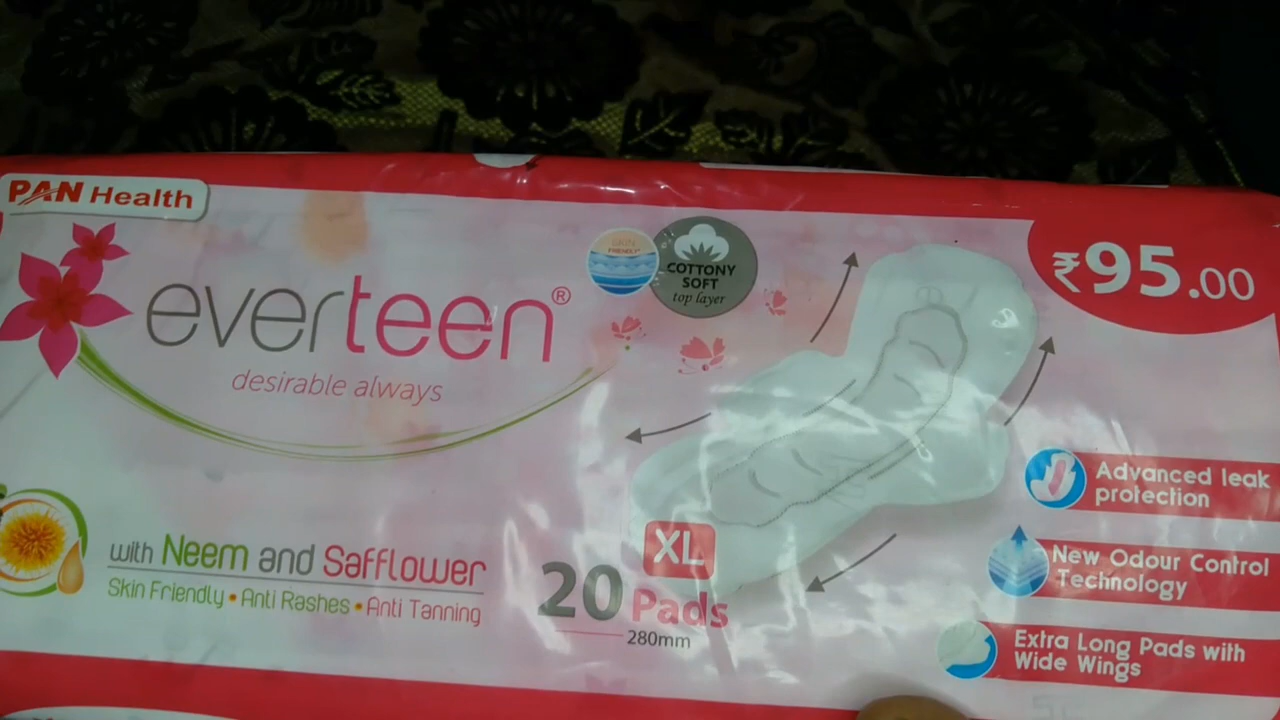 PAN Health
everteen®
desirable always
SKIN
FRIENDLY*
COTTONY
SOFT
top layer
₹95.00
with Neem and Safflower
Skin Friendly • Anti Rashes • Anti Tanning
XL
20 Pads
280mm
Advanced leak
protection
New Odour Control
Technology
Extra Long Pads with
Wide Wings